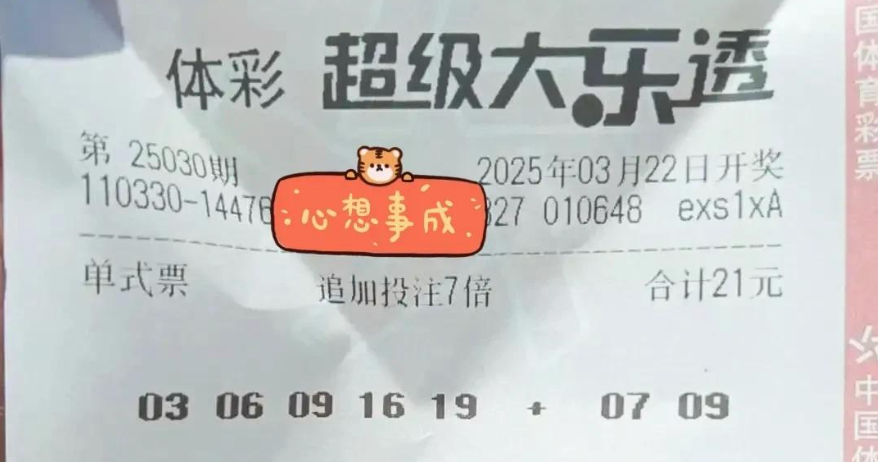 体彩 超级大乐透
第 25030期
2025年03月22日开奖
110330-14476
心想事成
327 010648 exs1xA
单式票 追加投注7倍 合计21元
03 06 09 16 19 + 07 09
国体育彩票
中国体